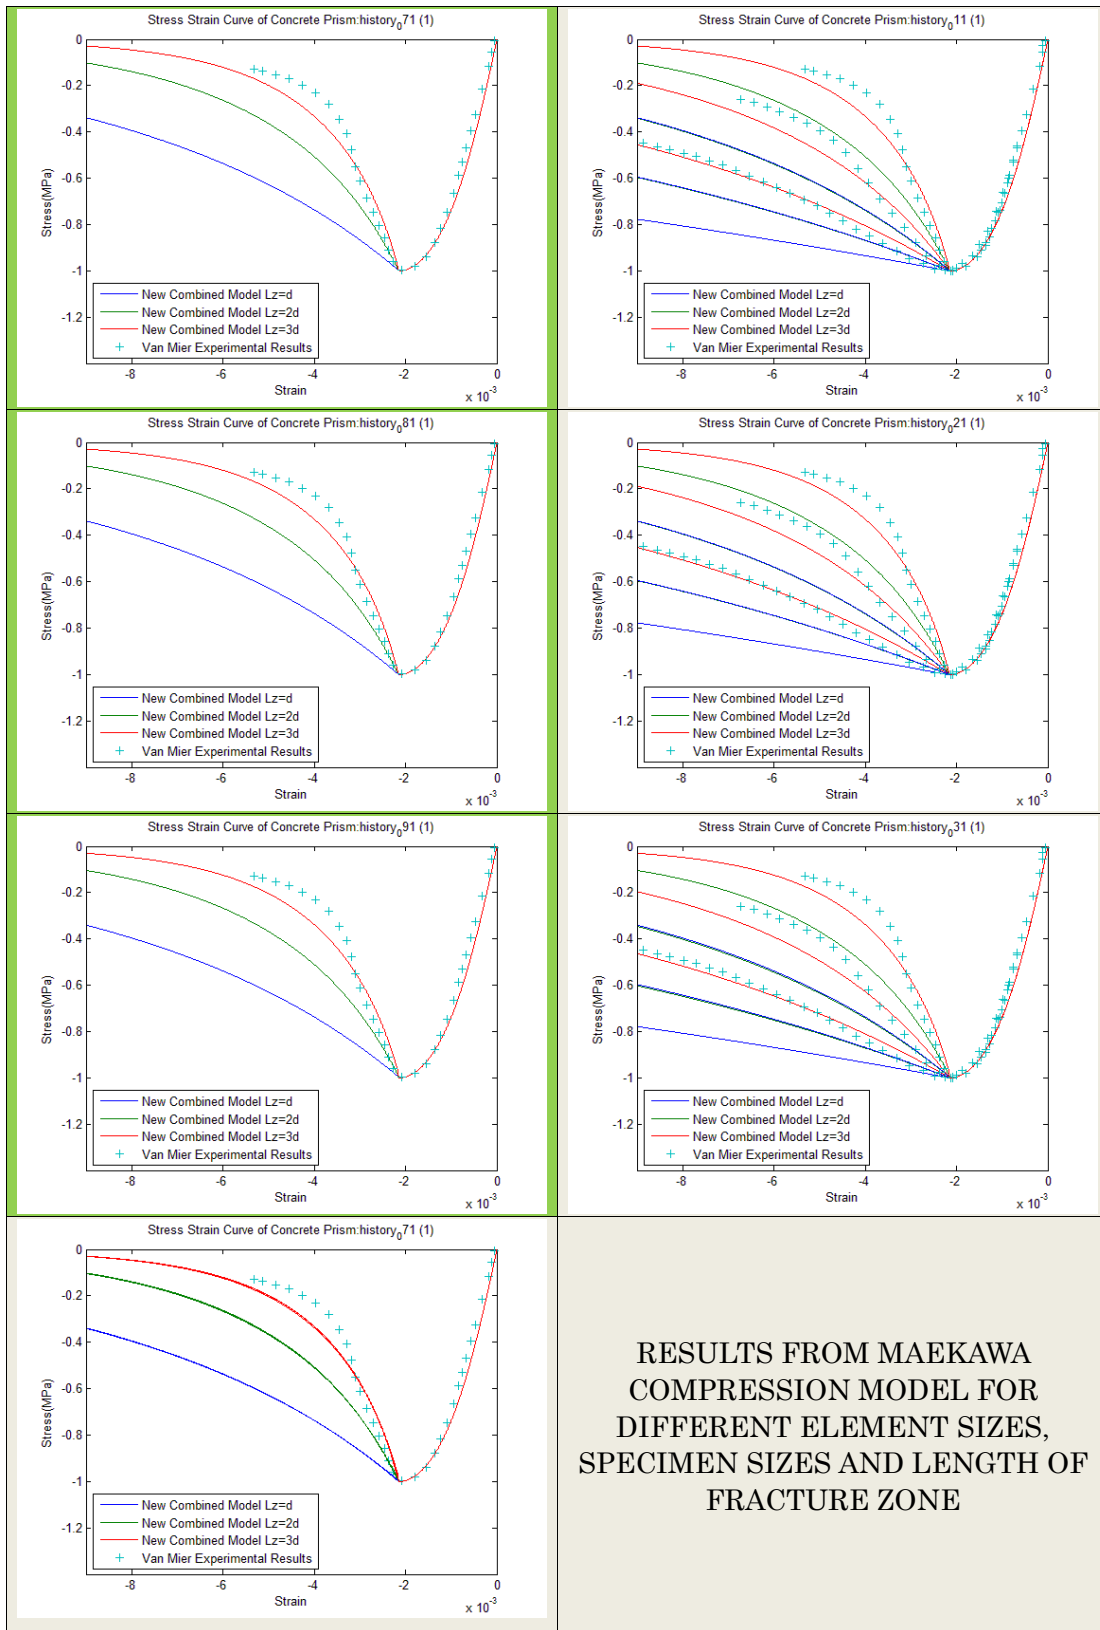 Stress Strain Curve of Concrete Prism:history071 (1)
0
-0.2
-0.4
-0.6
-0.8
-1
-1.2
Stress(MPa)
New Combined Model Lz=d
New Combined Model Lz=2d
New Combined Model Lz=3d
Van Mier Experimental Results
-8 -6 -4 -2 0
Strain
x 10-3
Stress Strain Curve of Concrete Prism:history011 (1)
0
-0.2
-0.4
-0.6
-0.8
-1
-1.2
Stress(MPa)
New Combined Model Lz=d
New Combined Model Lz=2d
New Combined Model Lz=3d
Van Mier Experimental Results
-8 -6 -4 -2 0
Strain
x 10-3
Stress Strain Curve of Concrete Prism:history081 (1)
0
-0.2
-0.4
-0.6
-0.8
-1
-1.2
Stress(MPa)
New Combined Model Lz=d
New Combined Model Lz=2d
New Combined Model Lz=3d
Van Mier Experimental Results
-8 -6 -4 -2 0
Strain
x 10-3
Stress Strain Curve of Concrete Prism:history021 (1)
0
-0.2
-0.4
-0.6
-0.8
-1
-1.2
Stress(MPa)
New Combined Model Lz=d
New Combined Model Lz=2d
New Combined Model Lz=3d
Van Mier Experimental Results
-8 -6 -4 -2 0
Strain
x 10-3
Stress Strain Curve of Concrete Prism:history091 (1)
0
-0.2
-0.4
-0.6
-0.8
-1
-1.2
Stress(MPa)
New Combined Model Lz=d
New Combined Model Lz=2d
New Combined Model Lz=3d
Van Mier Experimental Results
-8 -6 -4 -2 0
Strain
x 10-3
Stress Strain Curve of Concrete Prism:history031 (1)
0
-0.2
-0.4
-0.6
-0.8
-1
-1.2
Stress(MPa)
New Combined Model Lz=d
New Combined Model Lz=2d
New Combined Model Lz=3d
Van Mier Experimental Results
-8 -6 -4 -2 0
Strain
x 10-3
Stress Strain Curve of Concrete Prism:history071 (1)
0
-0.2
-0.4
-0.6
-0.8
-1
-1.2
Stress(MPa)
New Combined Model Lz=d
New Combined Model Lz=2d
New Combined Model Lz=3d
Van Mier Experimental Results
-8 -6 -4 -2 0
Strain
x 10-3
RESULTS FROM MAEKAWA
COMPRESSION MODEL FOR
DIFFERENT ELEMENT SIZES,
SPECIMEN SIZES AND LENGTH OF
FRACTURE ZONE